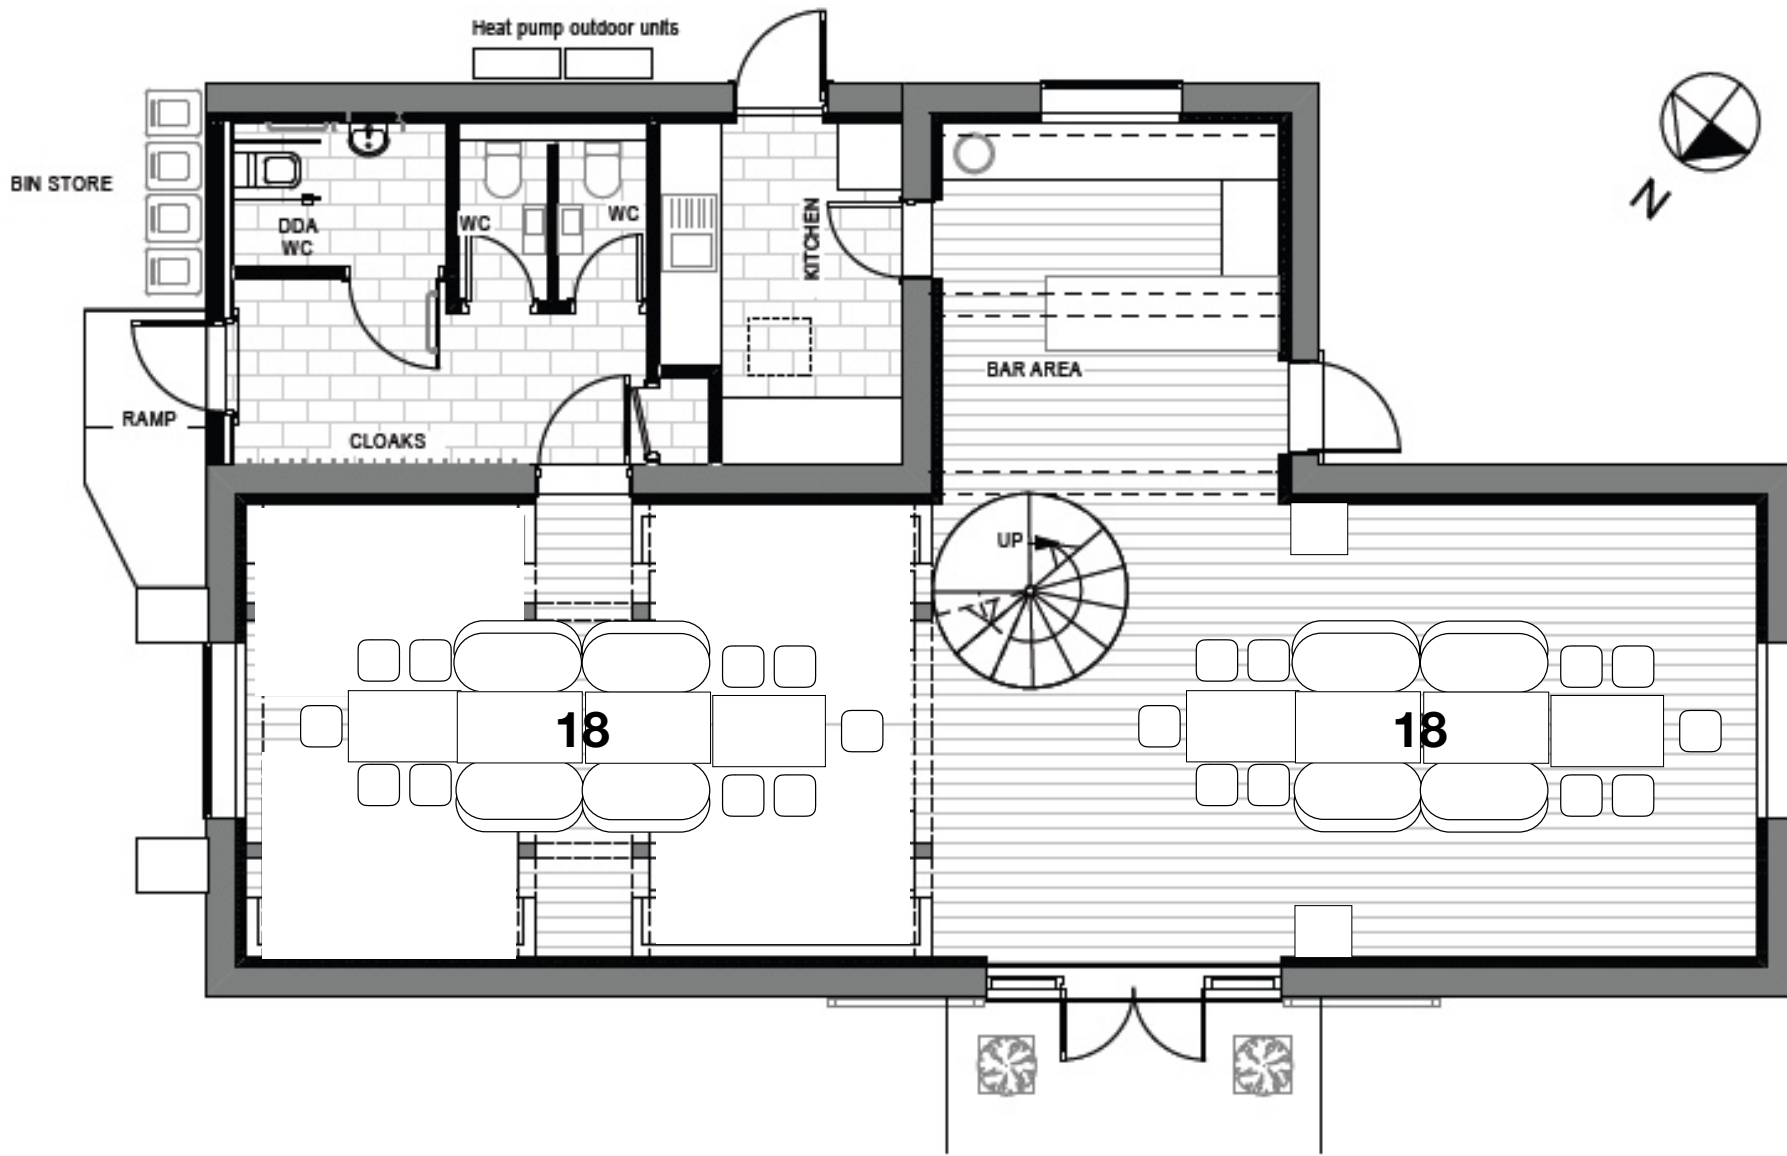 Heat pump outdoor units
BIN STORE
N
DDA
WC
WC
WC
KITCHEN
BAR AREA
RAMP
CLOAKS
UP
18
18